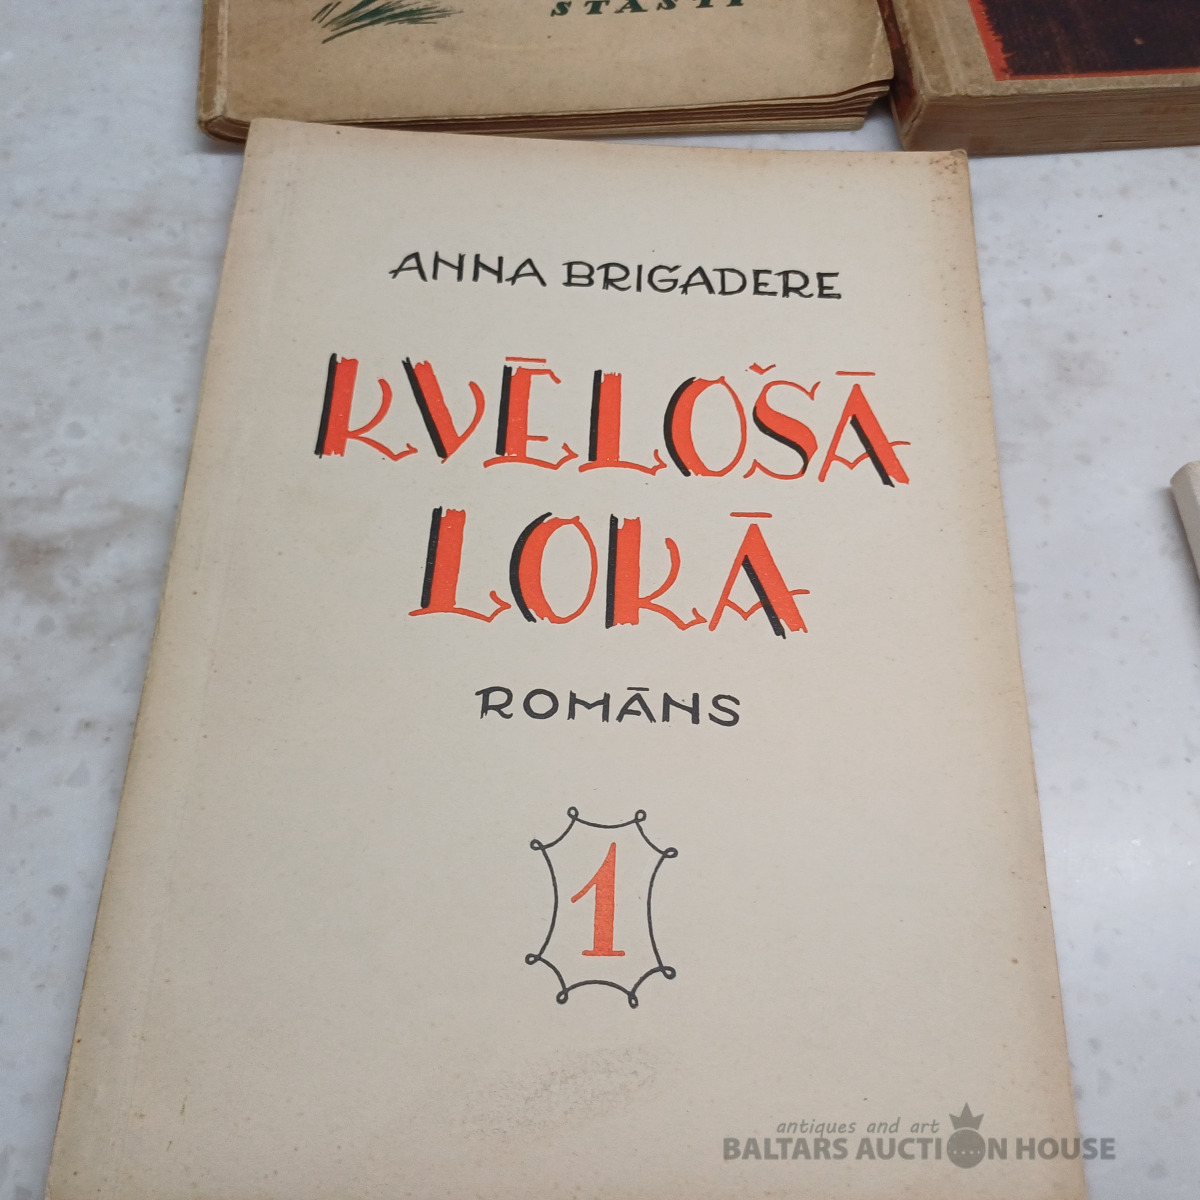 STĀSTI
ANNA BRIGADERE
KVĒLOŠĀ
LOKĀ
ROMĀNS
1
antiques and art
BALTARS AUCTION HOUSE